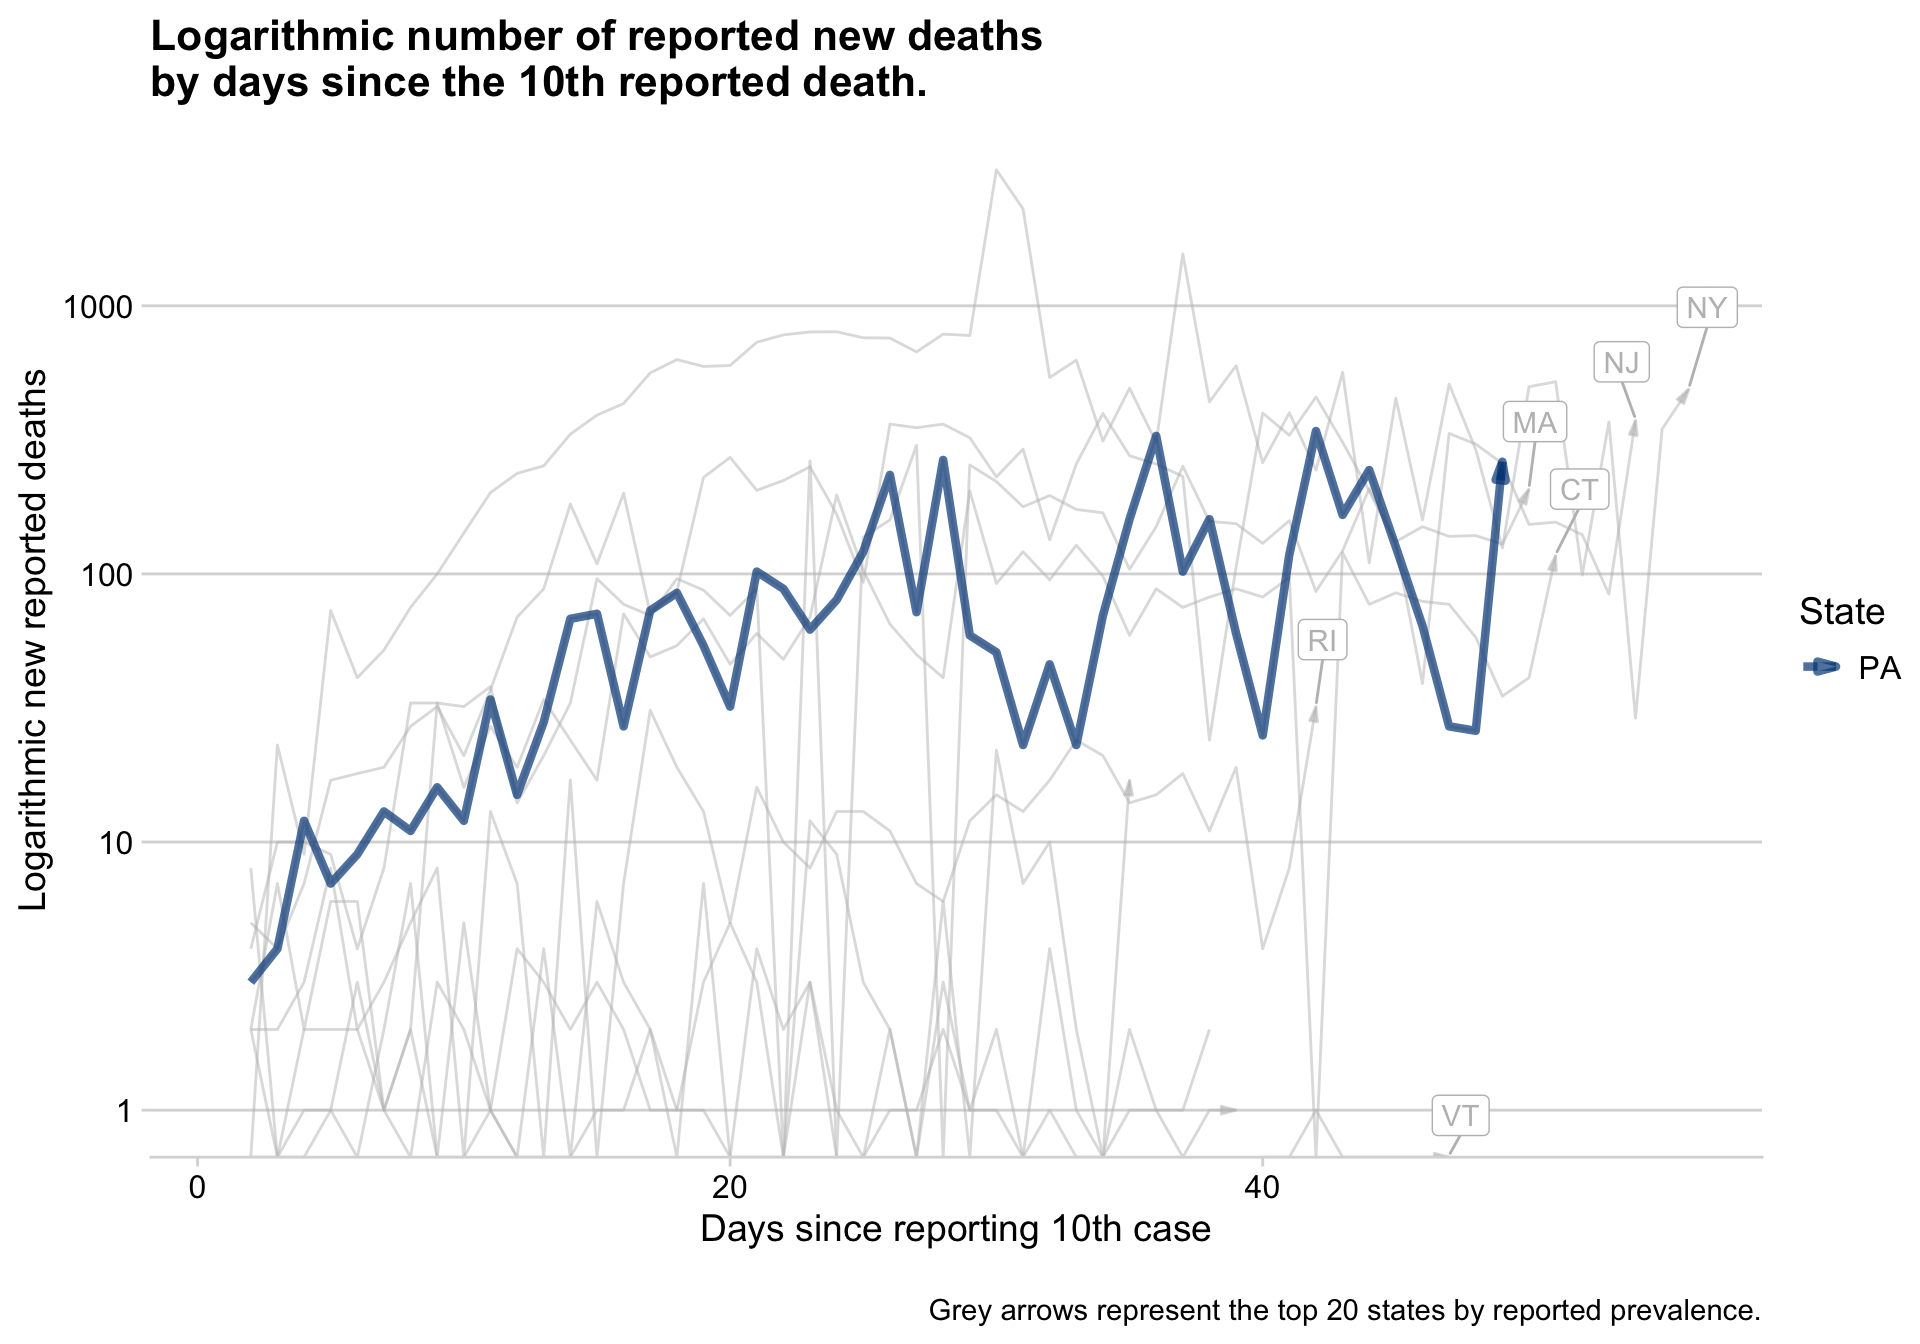 Logarithmic number of reported new deaths
by days since the 10th reported death.
Logarithmic new reported deaths
1000
100
10
1
NY
NJ
MA
CT
RI
VT
State
PA
0
20
40
Days since reporting 10th case
Grey arrows represent the top 20 states by reported prevalence.